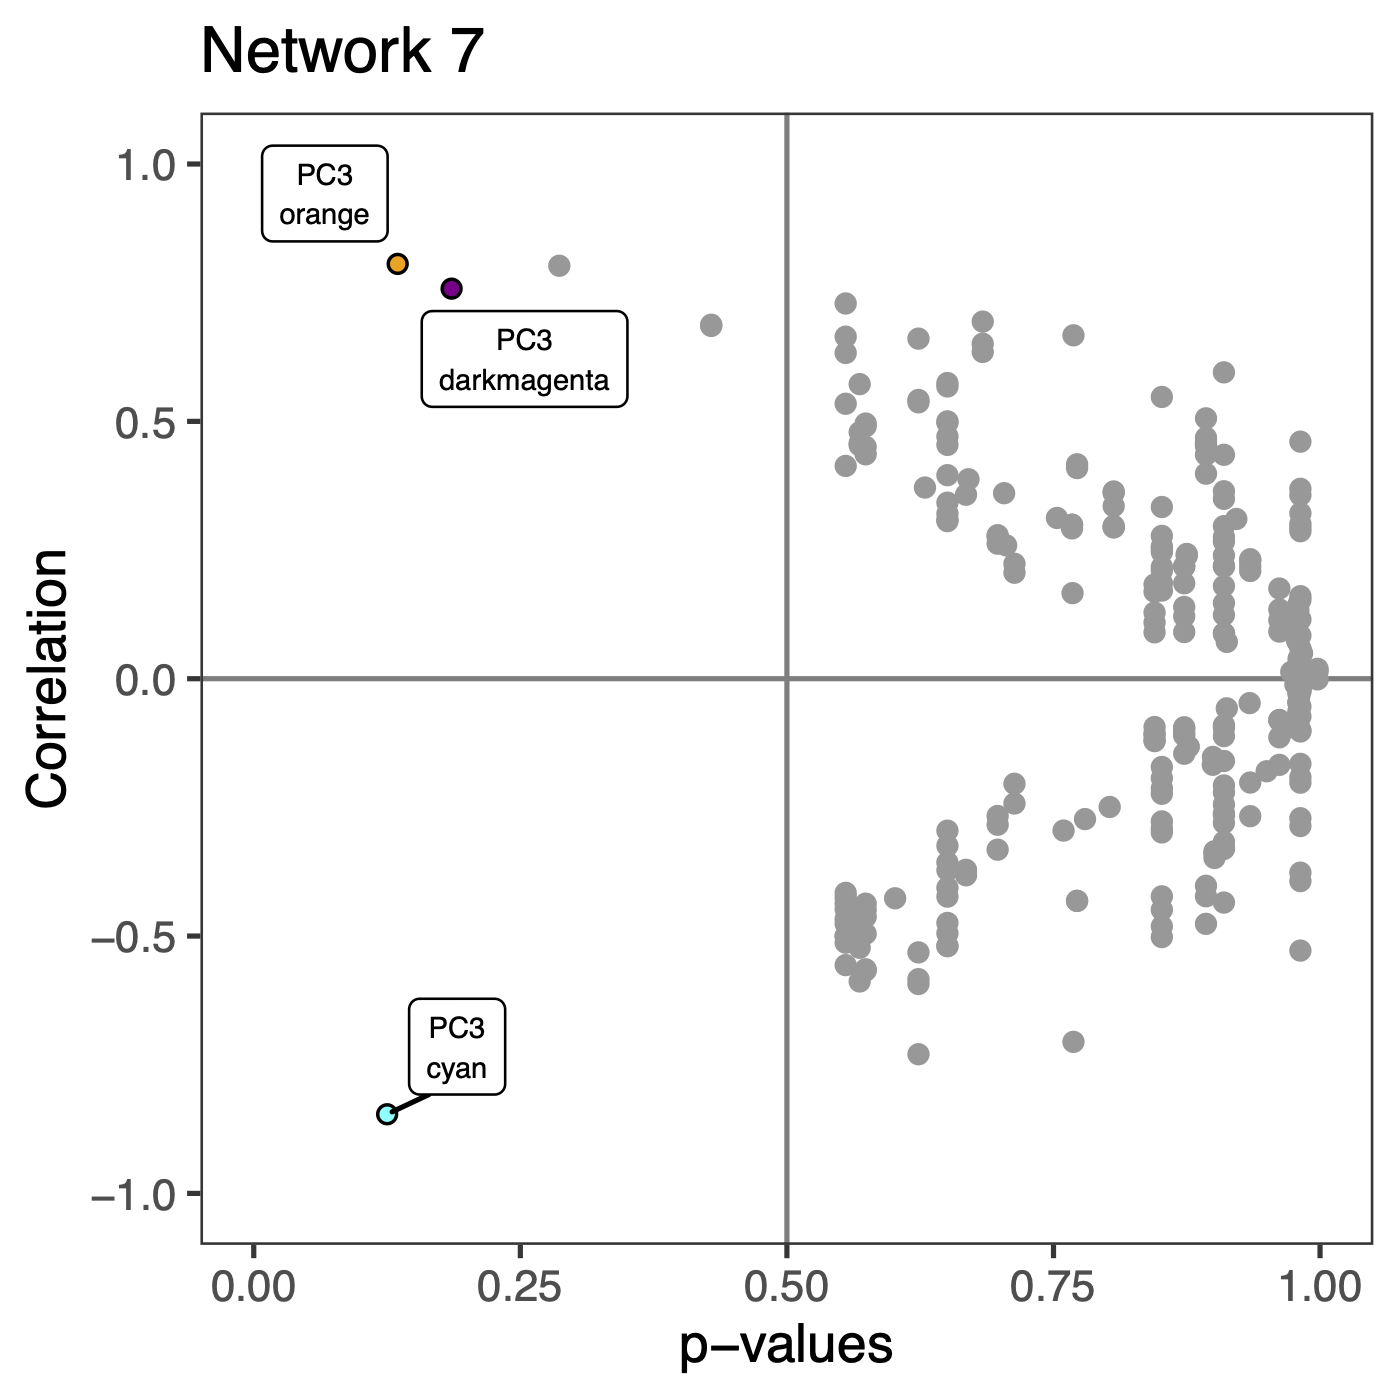 Network 7
1.0
0.5
0.0
−0.5
−1.0
Correlation
PC3
orange
PC3
darkmagenta
PC3
cyan
0.00 0.25 0.50 0.75 1.00
p−values